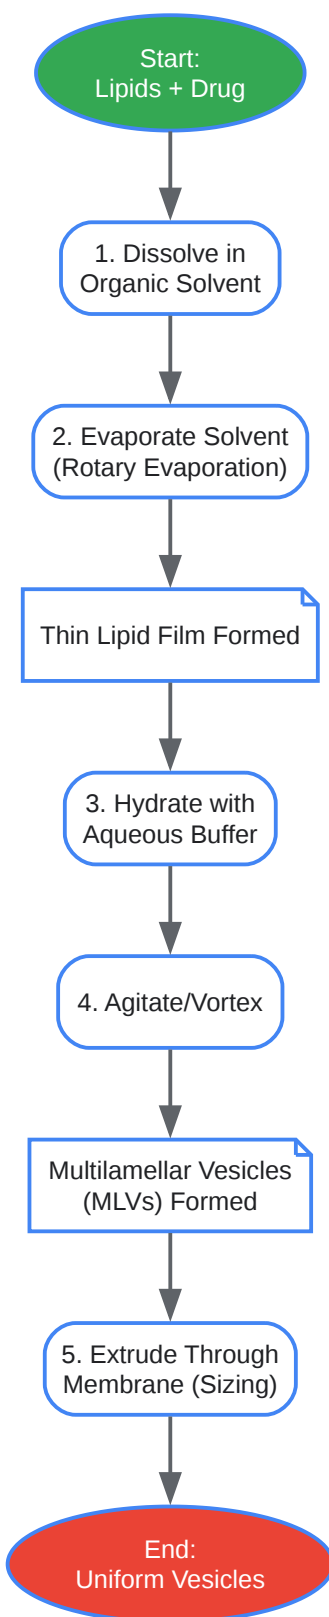 Start:
Lipids + Drug
1. Dissolve in
Organic Solvent
2. Evaporate Solvent
(Rotary Evaporation)
Thin Lipid Film Formed
3. Hydrate with
Aqueous Buffer
4. Agitate/Vortex
Multilamellar Vesicles
(MLVs) Formed
5. Extrude Through
Membrane (Sizing)
End:
Uniform Vesicles